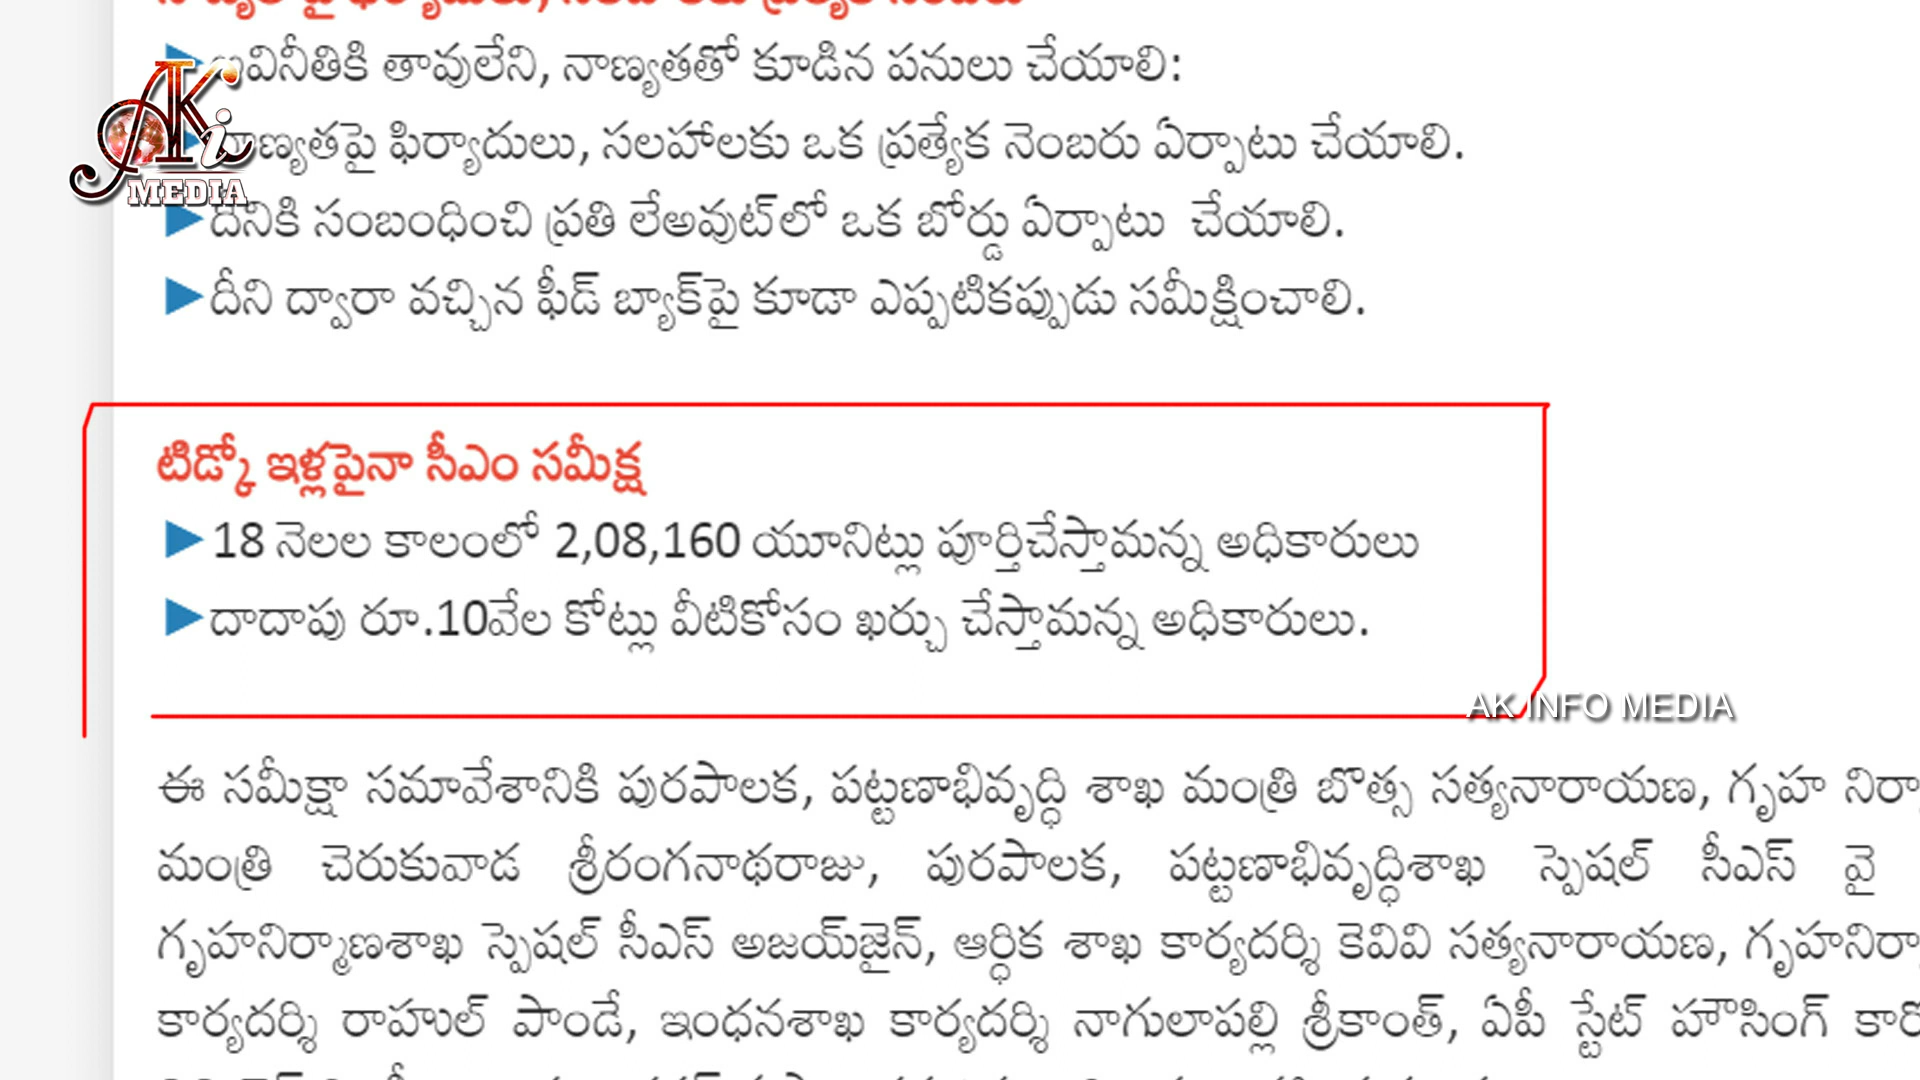 అవినీతికి తావులేని, నాణ్యతతో కూడిన పనులు చేయాలి:
నాణ్యతపై ఫిర్యాదులు, సలహాలకు ఒక ప్రత్యేక నెంబరు ఏర్పాటు చేయాలి.
దీనికి సంబంధించి ప్రతి లేఅవుట్‌లో ఒక బోర్డు ఏర్పాటు చేయాలి.
దీని ద్వారా వచ్చిన ఫీడ్ బ్యాక్‌పై కూడా ఎప్పటికప్పుడు సమీక్షించాలి.
AKi
MEDIA
టిడ్కో ఇళ్లపైనా సీఎం సమీక్ష
18 నెలల కాలంలో 2,08,160 యూనిట్లు పూర్తిచేస్తామన్న అధికారులు
దాదాపు రూ.10వేల కోట్లు వీటికోసం ఖర్చు చేస్తామన్న అధికారులు.
AK INFO MEDIA
ఈ సమీక్షా సమావేశానికి పురపాలక, పట్టణాభివృద్ధి శాఖ మంత్రి బొత్స సత్యనారాయణ, గృహ
మంత్రి చెరుకువాడ శ్రీరంగనాథరాజు, పురపాలక, పట్టణాభివృద్ధిశాఖ స్పెషల్ సీఎస్ వై
గృహనిర్మాణశాఖ స్పెషల్ సీఎస్ అజయ్‌జైన్, ఆర్ధిక శాఖ కార్యదర్శి కెవివి సత్యనారాయణ,
కార్యదర్శి రాహుల్ పాండే, ఇంధనశాఖ కార్యదర్శి నాగులాపల్లి శ్రీకాంత్, ఏపీ స్టేట్ హౌసింగ్